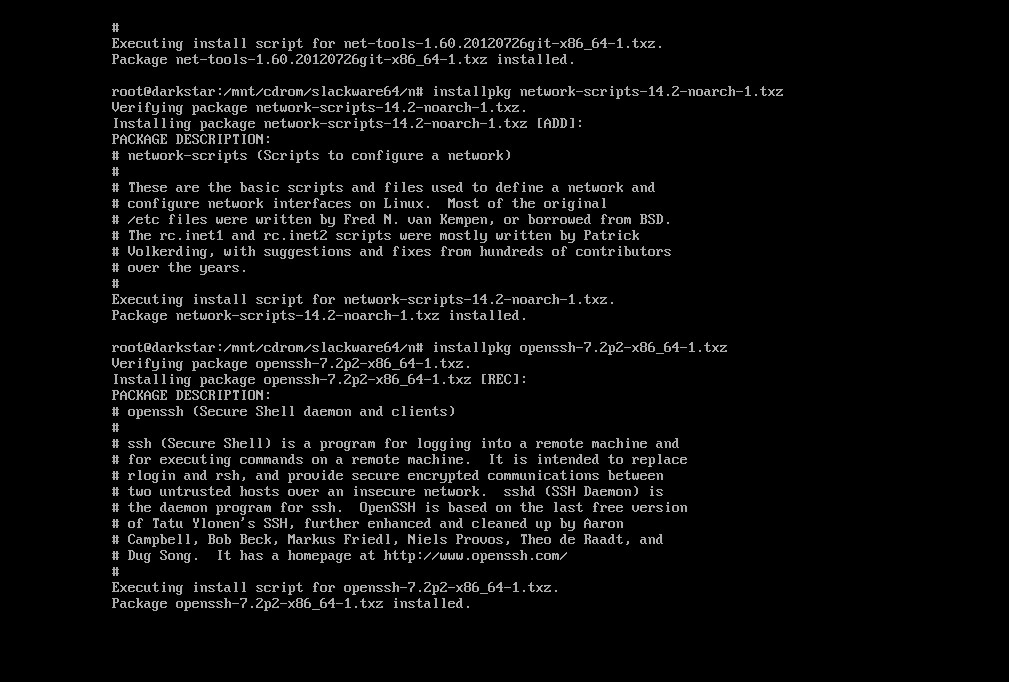 #
Executing install script for net-tools-1.60.20120726git-x86_64-1.txz.
Package net-tools-1.60.20120726git-x86_64-1.txz installed.
root@darkstar:/mnt/cdrom/slackware64/n# installpkg network-scripts-14.2-noarch-1.txz
Verifying package network-scripts-14.2-noarch-1.txz.
Installing package network-scripts-14.2-noarch-1.txz [ADD]:
PACKAGE DESCRIPTION:
# network-scripts (Scripts to configure a network)
#
# These are the basic scripts and files used to define a network and
# configure network interfaces on Linux.  Most of the original
# /etc files were written by Fred N. van Kempen, or borrowed from BSD.
# The rc.inet1 and rc.inet2 scripts were mostly written by Patrick
# Volkerding, with suggestions and fixes from hundreds of contributors
# over the years.
#
Executing install script for network-scripts-14.2-noarch-1.txz.
Package network-scripts-14.2-noarch-1.txz installed.
root@darkstar:/mnt/cdrom/slackware64/n# installpkg openssh-7.2p2-x86_64-1.txz
Verifying package openssh-7.2p2-x86_64-1.txz.
Installing package openssh-7.2p2-x86_64-1.txz [REC]:
PACKAGE DESCRIPTION:
# openssh (Secure Shell daemon and clients)
#
# ssh (Secure Shell) is a program for logging into a remote machine and
# for executing commands on a remote machine.  It is intended to replace
# rlogin and rsh, and provide secure encrypted communications between
# two untrusted hosts over an insecure network.  sshd (SSH Daemon) is
# the daemon program for ssh.  OpenSSH is based on the last free version
# of Tatu Ylonen's SSH, further enhanced and cleaned up by Aaron
# Campbell, Bob Beck, Markus Friedl, Niels Provos, Theo de Raadt, and
# Dug Song.  It has a homepage at http://www.openssh.com/
#
Executing install script for openssh-7.2p2-x86_64-1.txz.
Package openssh-7.2p2-x86_64-1.txz installed.